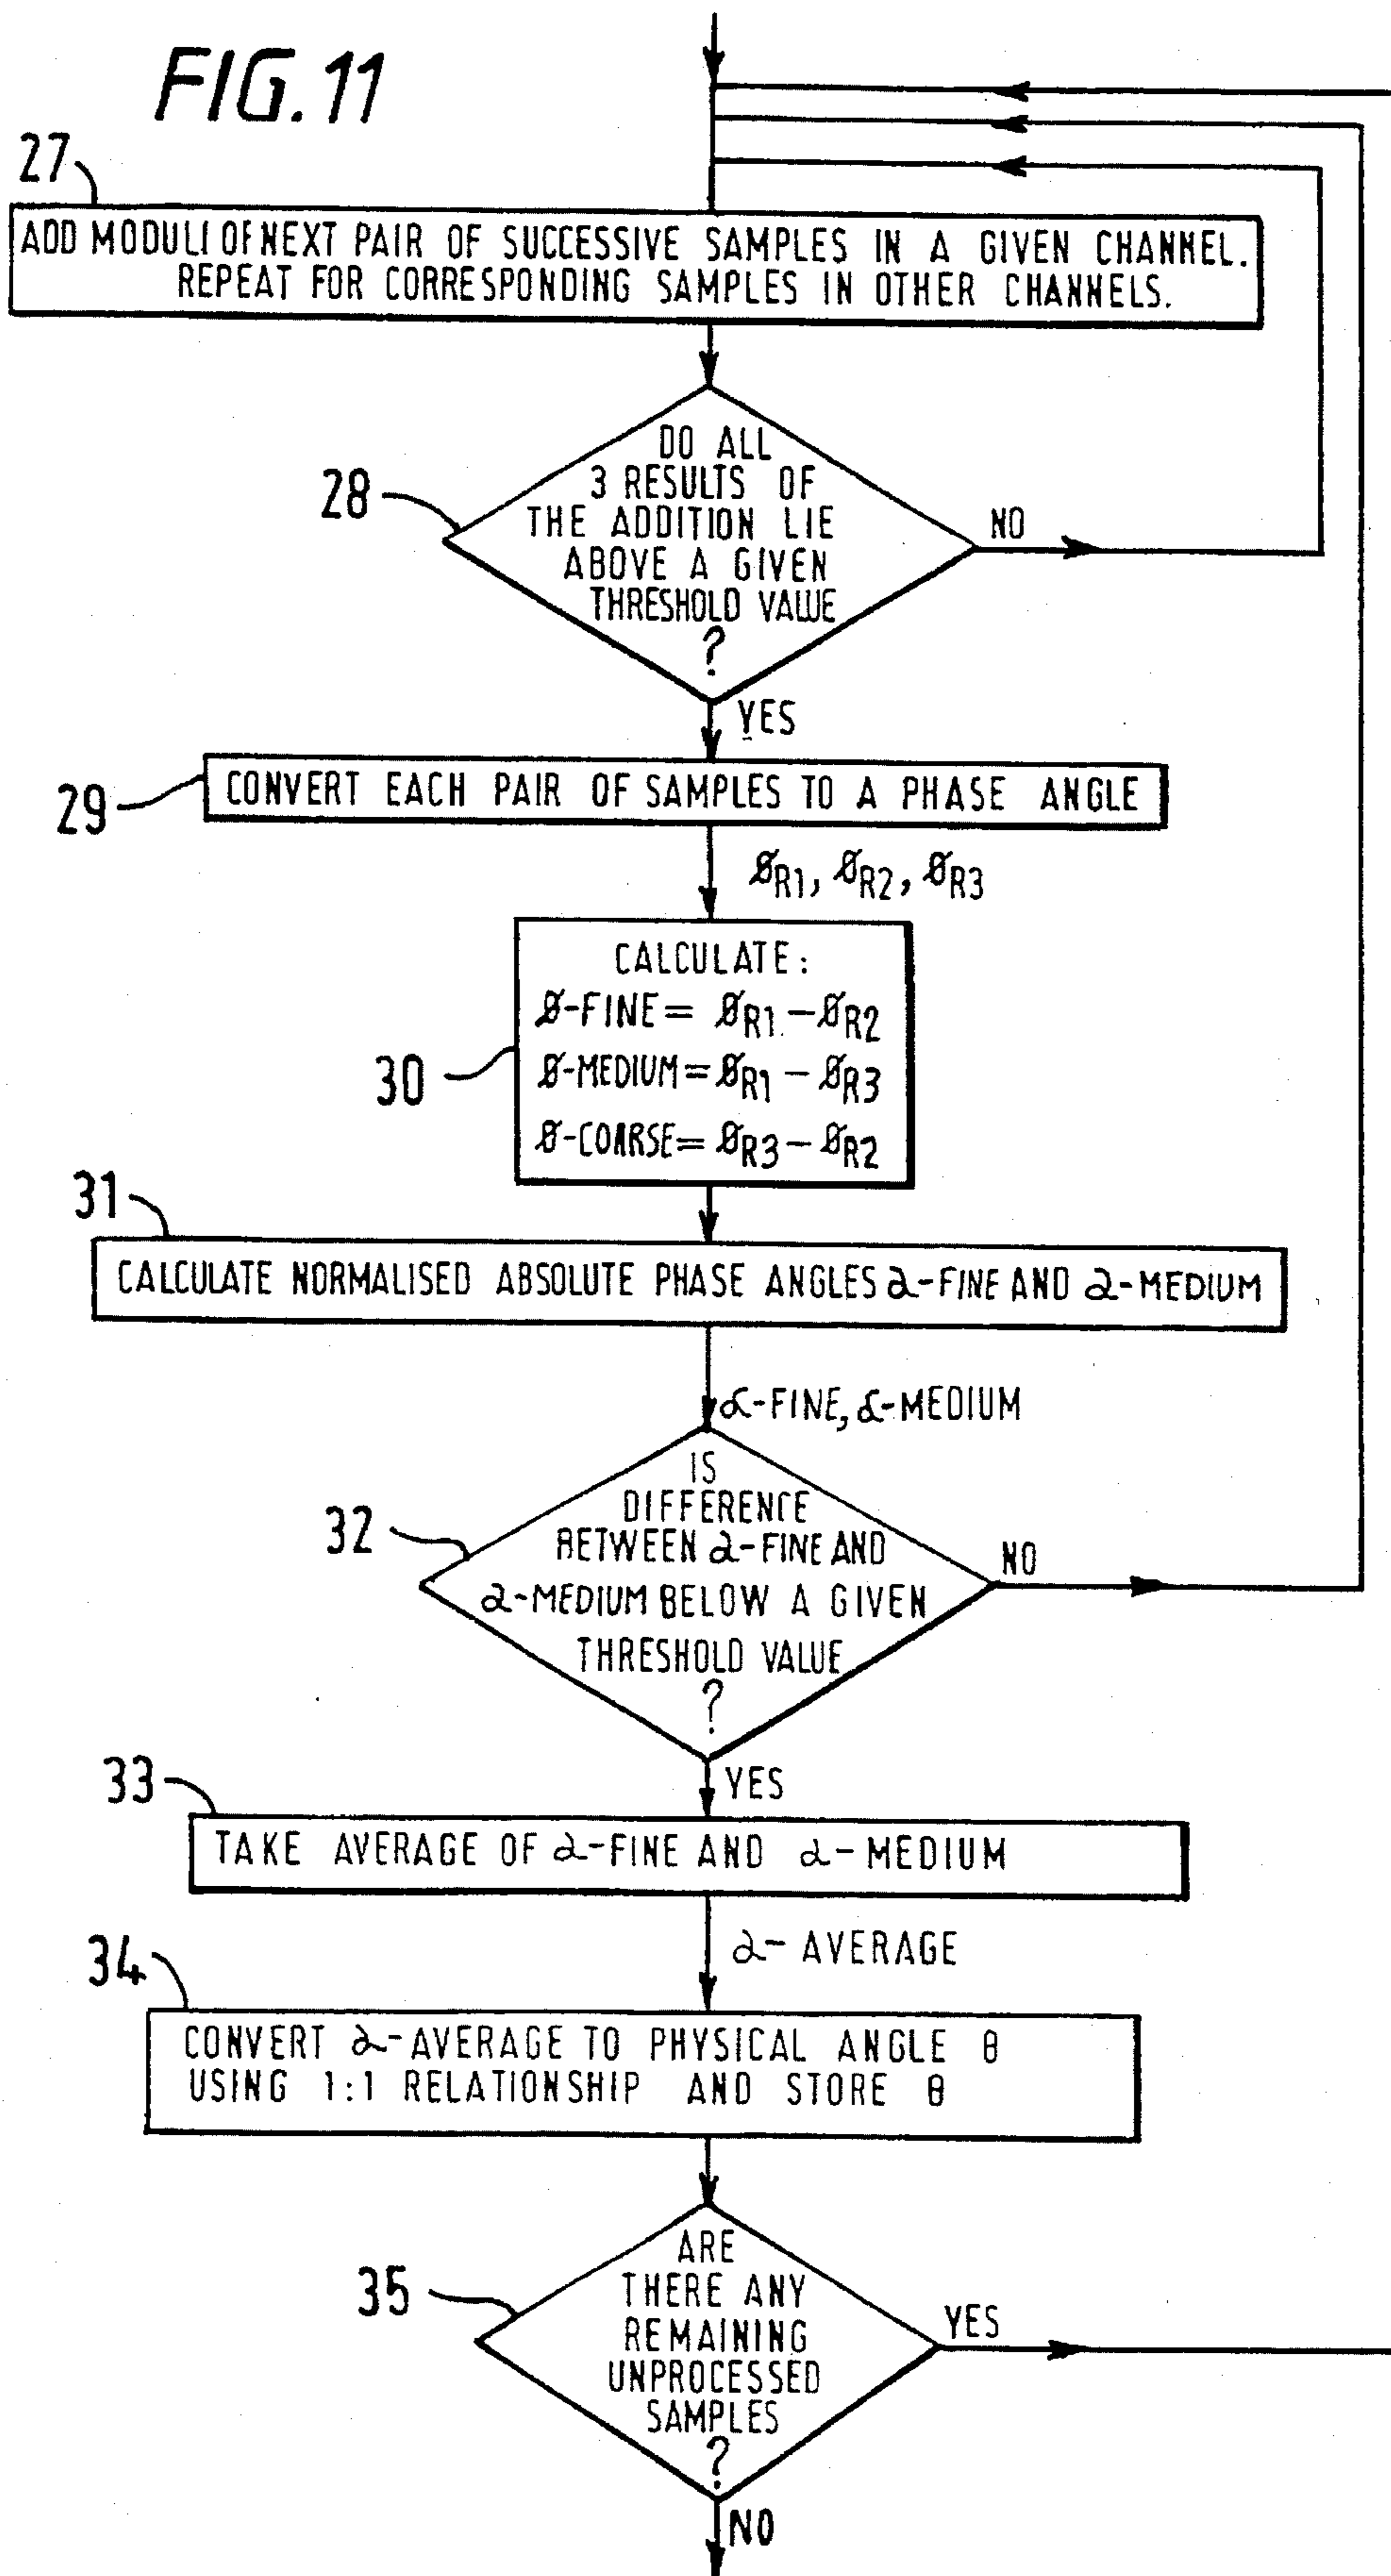 FIG. 11
27
ADD MODULI OF NEXT PAIR OF SUCCESSIVE SAMPLES IN A GIVEN CHANNEL.
REPEAT FOR CORRESPONDING SAMPLES IN OTHER CHANNELS.
28
DO ALL
3 RESULTS OF
THE ADDITION LIE
ABOVE A GIVEN
THRESHOLD VALUE
?
NO
YES
29
CONVERT EACH PAIR OF SAMPLES TO A PHASE ANGLE
ØR1, ØR2, ØR3
30
CALCULATE:
Ø-FINE = ØR1 - ØR2
Ø-MEDIUM = ØR1 - ØR3
Ø-COARSE = ØR3 - ØR2
31
CALCULATE NORMALISED ABSOLUTE PHASE ANGLES α-FINE AND α-MEDIUM
α-FINE, α-MEDIUM
32
IS
DIFFERENCE
BETWEEN α-FINE AND
α-MEDIUM BELOW A GIVEN
THRESHOLD VALUE
?
NO
YES
33
TAKE AVERAGE OF α-FINE AND α-MEDIUM
α-AVERAGE
34
CONVERT α-AVERAGE TO PHYSICAL ANGLE θ
USING 1:1 RELATIONSHIP AND STORE θ
35
ARE
THERE ANY
REMAINING
UNPROCESSED
SAMPLES
?
YES
NO